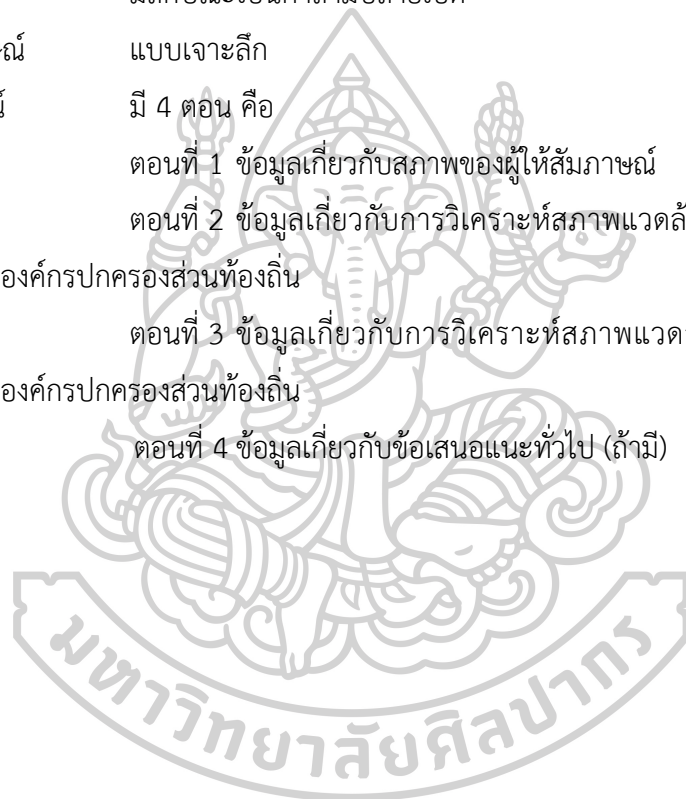 ษณ์ แบบเจาะลึก
มี 4 ตอน คือ
ตอนที่ 1 ข้อมูลเกี่ยวกับสภาพของผู้ให้สัมภาษณ์
ตอนที่ 2 ข้อมูลเกี่ยวกับการวิเคราะห์สภาพแวดล้
องค์กรปกครองส่วนท้องถิ่น
ตอนที่ 3 ข้อมูลเกี่ยวกับการวิเคราะห์สภาพแวด
องค์กรปกครองส่วนท้องถิ่น
ตอนที่ 4 ข้อมูลเกี่ยวกับข้อเสนอแนะทั่วไป (ถ้ามี)
มหาวิทยาลัยศิลปากร